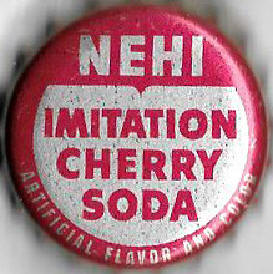 NEHI
IMITATION
CHERRY
SODA
ARTIFICIAL FLAVOR AND COLOR